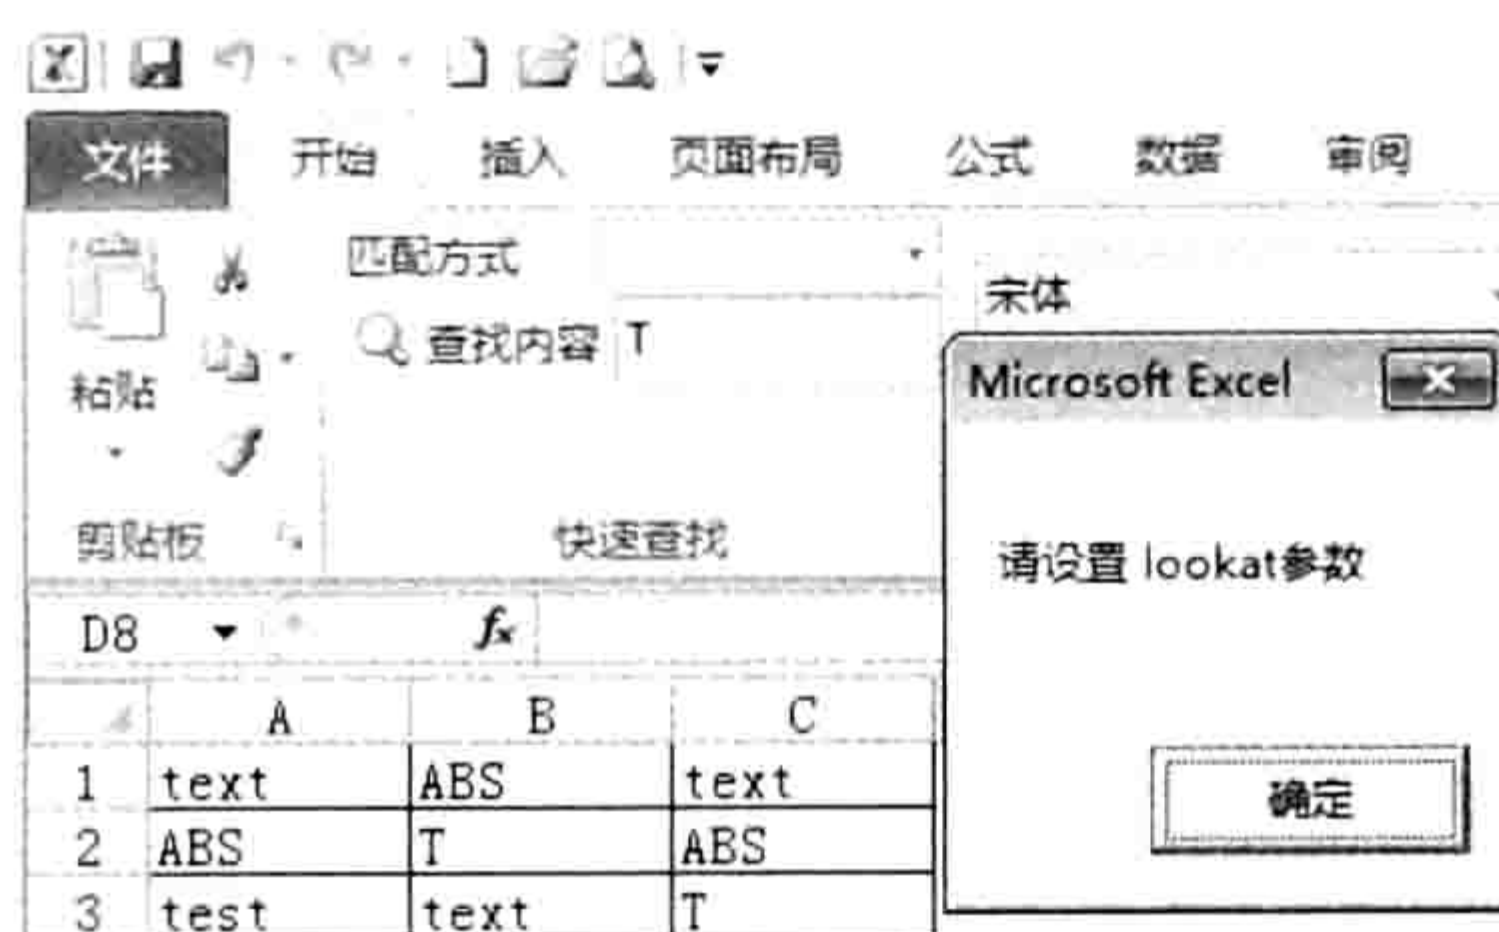 文件 开始 插入 页面布局 公式 数据 审阅
匹配方式
宋体
查找内容 T
Microsoft Excel
粘贴
剪贴板 快速查找
请设置 lookat参数
D8 fx
A B C
1 text ABS text
确定
2 ABS T ABS
3 test text T